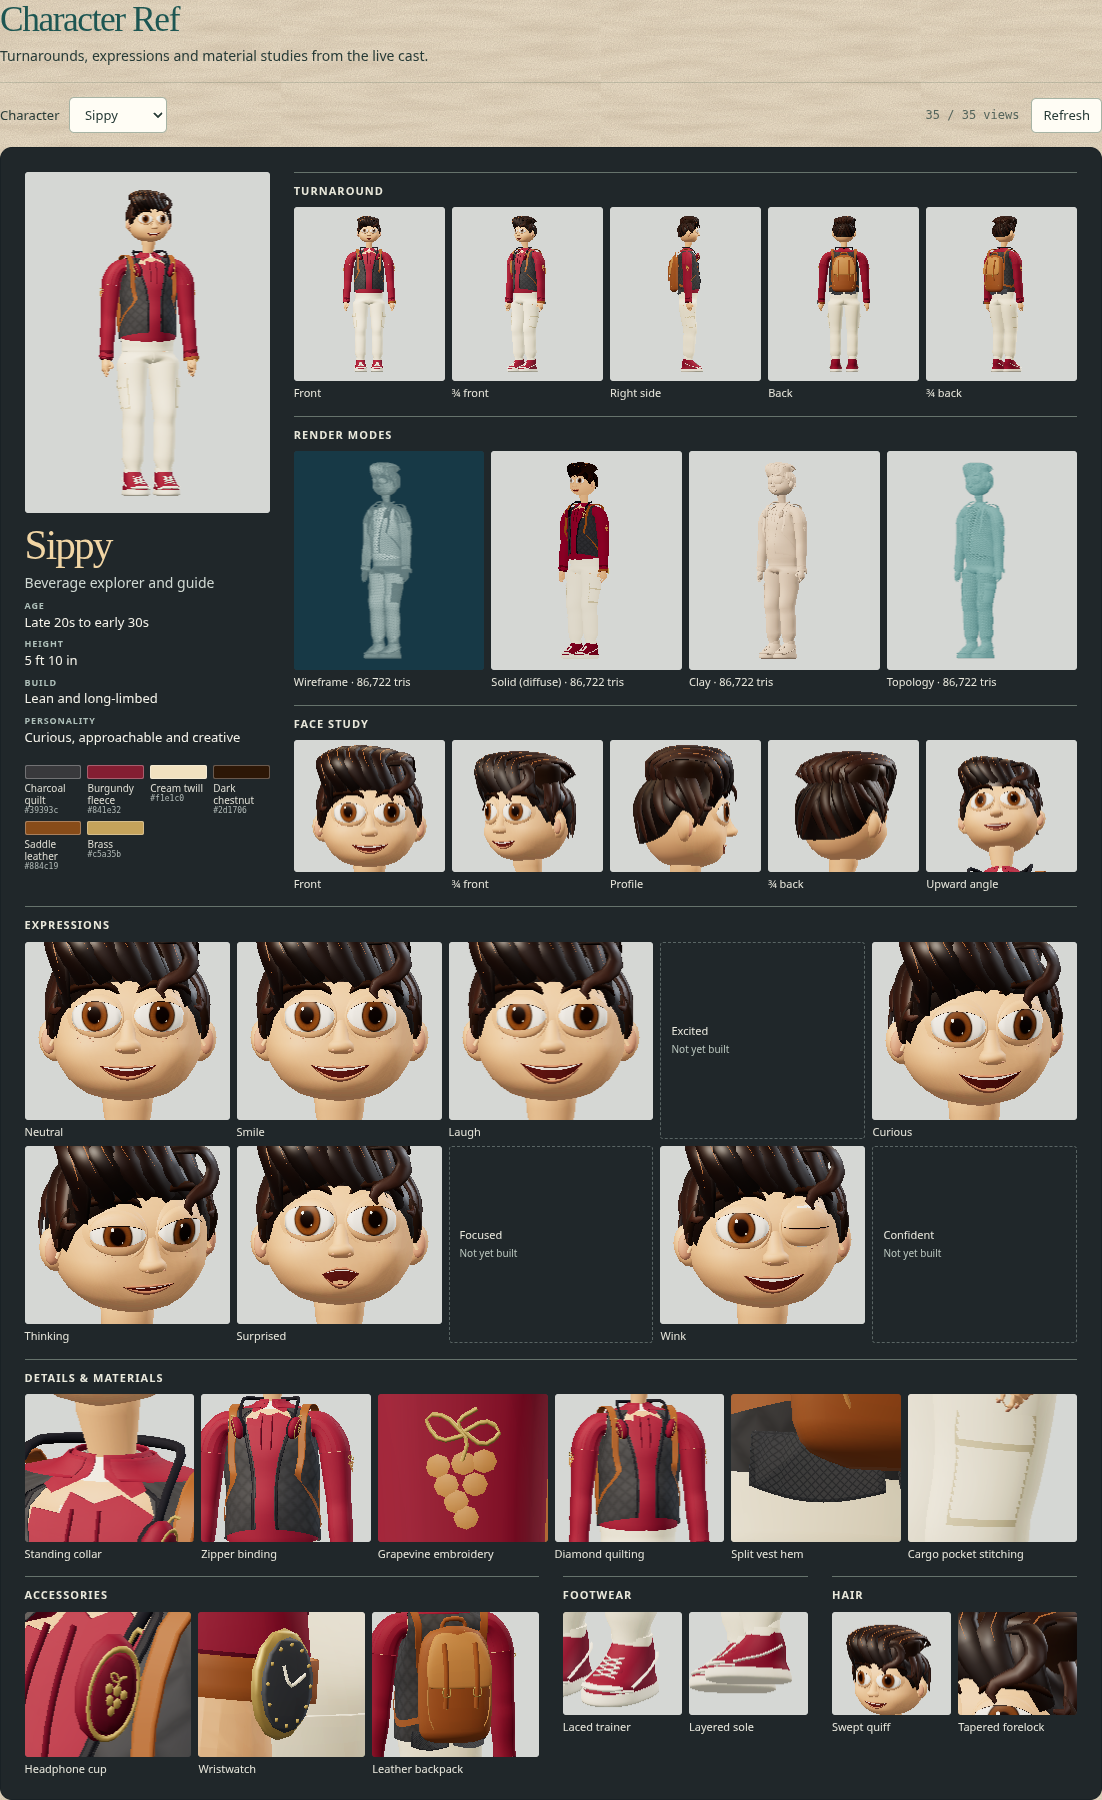 Character Ref
Turnarounds, expressions and material studies from the live cast.
Character
Sippy
35 / 35 views
Refresh
TURNAROUND
Front
¾ front
Right side
Back
¾ back
RENDER MODES
Wireframe · 86,722 tris
Solid (diffuse) · 86,722 tris
Clay · 86,722 tris
Topology · 86,722 tris
Sippy
Beverage explorer and guide
AGE
Late 20s to early 30s
HEIGHT
5 ft 10 in
BUILD
Lean and long-limbed
PERSONALITY
Curious, approachable and creative
Charcoal
quilt
#39393c
Burgundy
fleece
#841e32
Cream twill
#f1e1c0
Dark
chestnut
#2d1706
Saddle
leather
#884c19
Brass
#c5a35b
FACE STUDY
Front
¾ front
Profile
¾ back
Upward angle
EXPRESSIONS
Neutral
Smile
Laugh
Excited
Not yet built
Curious
Thinking
Surprised
Focused
Not yet built
Wink
Confident
Not yet built
DETAILS & MATERIALS
Standing collar
Zipper binding
Grapevine embroidery
Diamond quilting
Split vest hem
Cargo pocket stitching
ACCESSORIES
Headphone cup
Wristwatch
Leather backpack
FOOTWEAR
Laced trainer
Layered sole
HAIR
Swept quiff
Tapered forelock